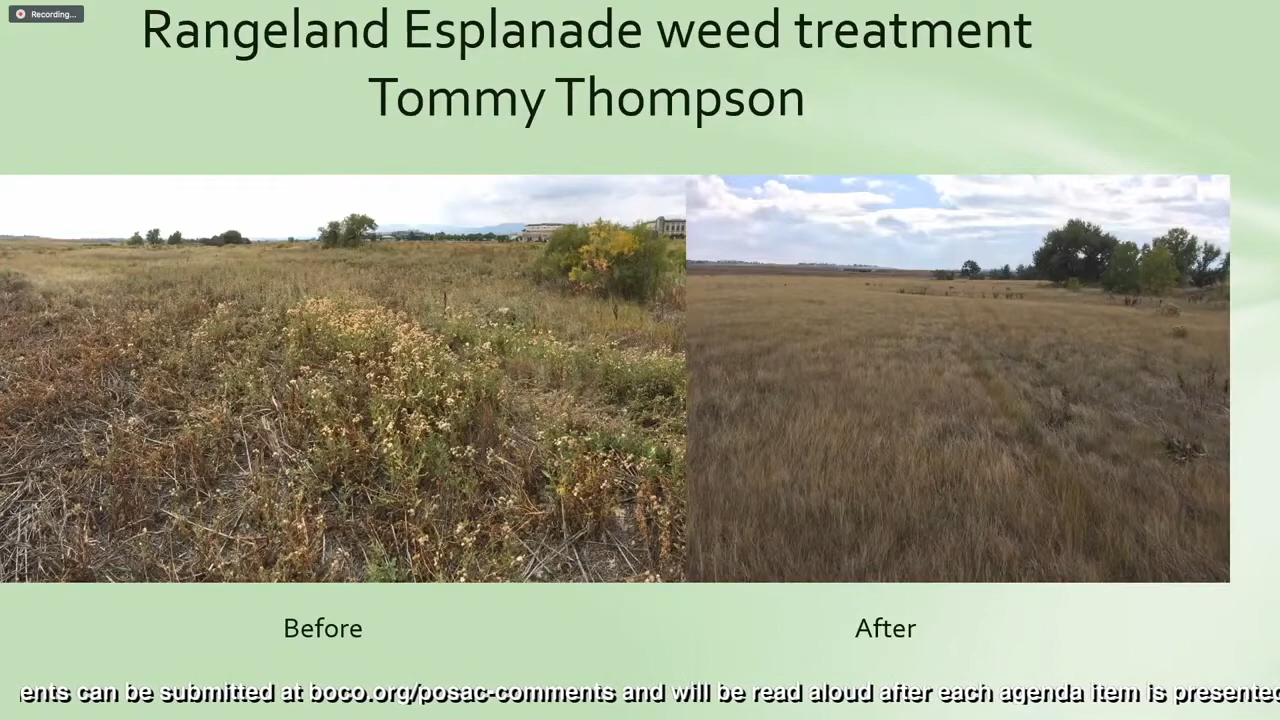 Recording...
Rangeland Esplanade weed treatment
Tommy Thompson
Before
After
ents can be submitted at boco.org/posac-comments and will be read aloud after each agenda item is presented